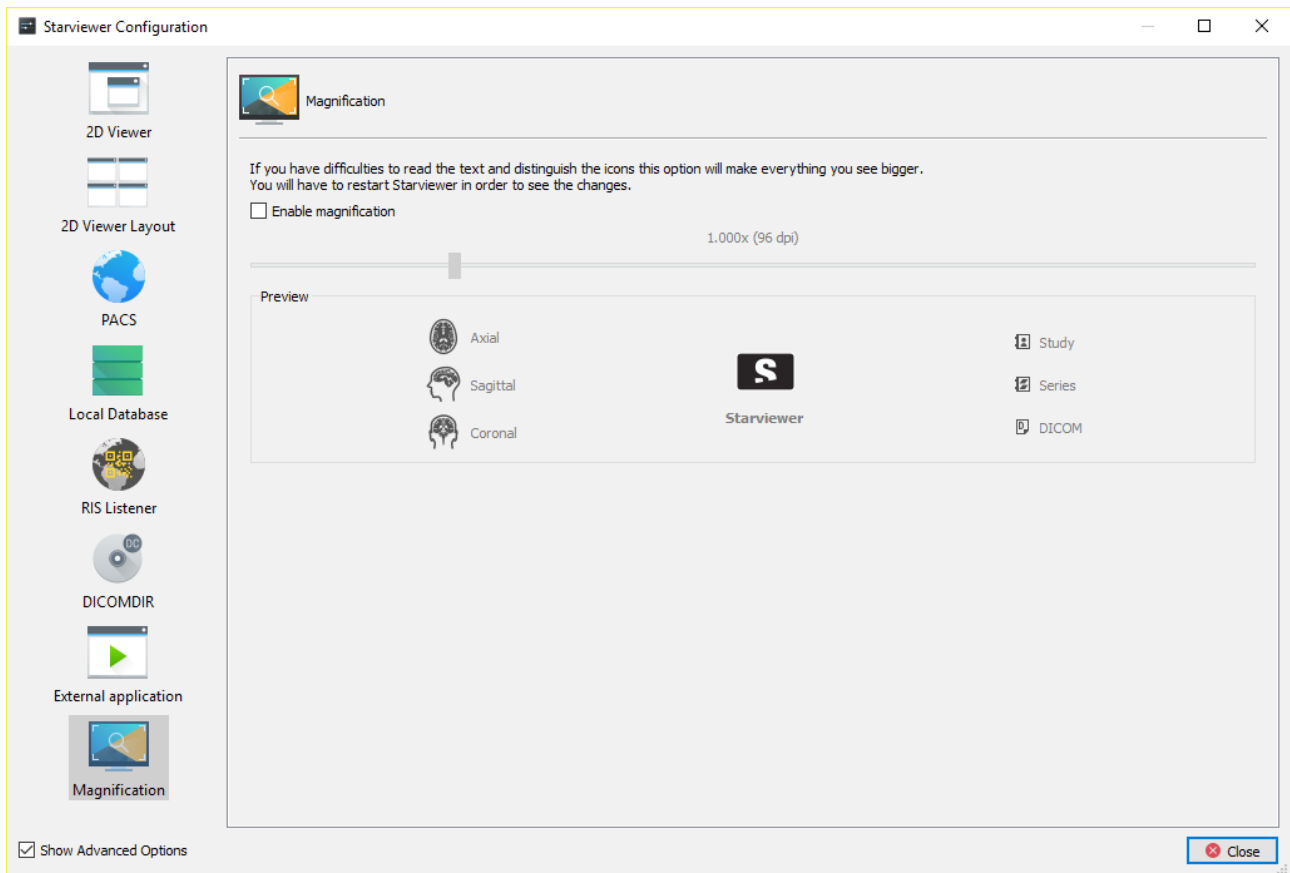 Starviewer Configuration
2D Viewer
2D Viewer Layout
PACS
Local Database
RIS Listener
DC
DICOMDIR
External application
Magnification
Magnification
If you have difficulties to read the text and distinguish the icons this option will make everything you see bigger.
You will have to restart Starviewer in order to see the changes.
Enable magnification
1.000x (96 dpi)
Preview
Axial
Sagittal
Coronal
S
Starviewer
Study
Series
D
DICOM
Show Advanced Options
Close